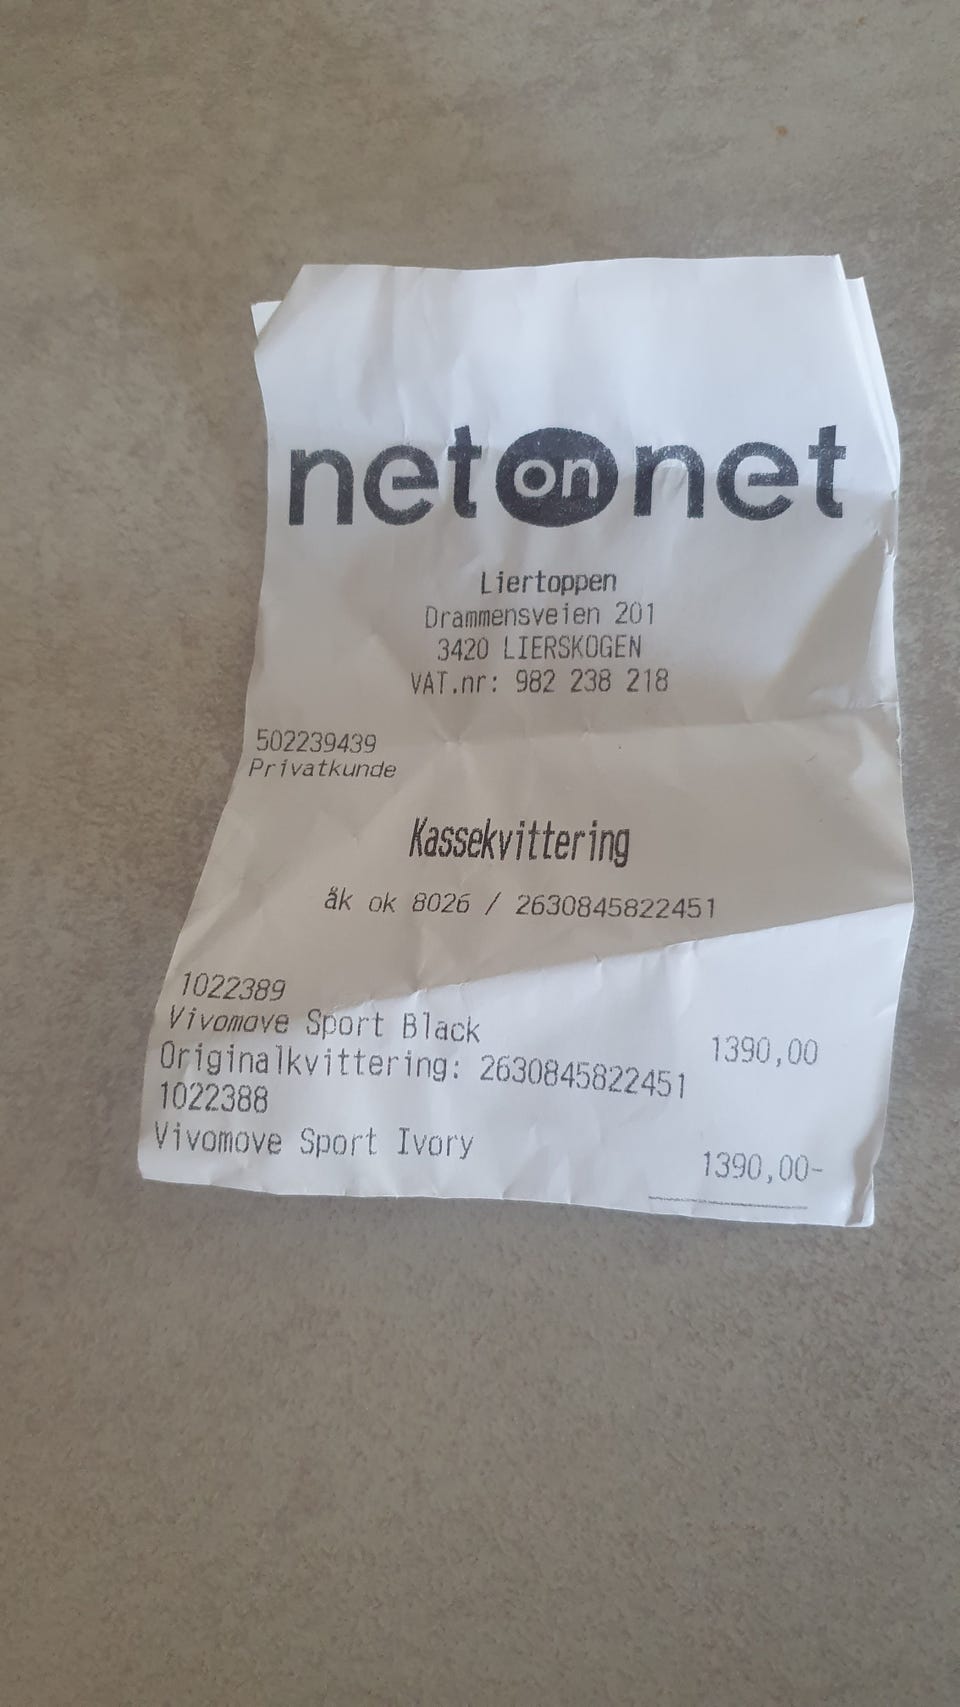 netonnet
Liertoppen
Drammensveien 201
3420 LIERSKOGEN
VAT.nr: 982 238 218
502239439
Privatkunde
Kassekvittering
åk ok 8026 / 2630845822451
1022389
Vivomove Sport Black 1390,00
Originalkvittering: 2630845822451
1022388
Vivomove Sport Ivory 1390,00-